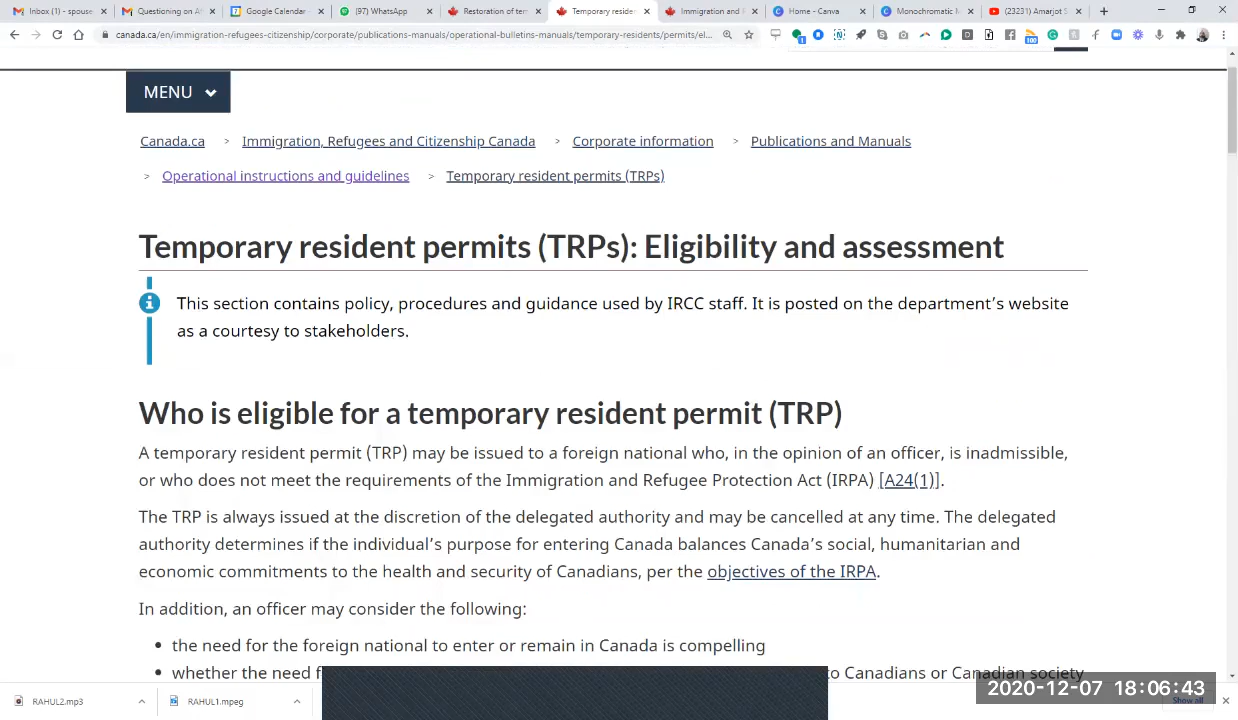 Inbox (1) - spouse
Questioning on A
Google Calendar
(97) WhatsApp
Restoration of tem
Temporary reside
Immigration and R
Home - Canva
Monochromatic M
(23231) Amarjot S
canada.ca/en/immigration-refugees-citizenship/corporate/publications-manuals/operational-bulletins-manuals/temporary-residents/permits/el...
MENU
Canada.ca > Immigration, Refugees and Citizenship Canada > Corporate information > Publications and Manuals
> Operational instructions and guidelines > Temporary resident permits (TRPs)
Temporary resident permits (TRPs): Eligibility and assessment
This section contains policy, procedures and guidance used by IRCC staff. It is posted on the department's website
as a courtesy to stakeholders.
Who is eligible for a temporary resident permit (TRP)
A temporary resident permit (TRP) may be issued to a foreign national who, in the opinion of an officer, is inadmissible,
or who does not meet the requirements of the Immigration and Refugee Protection Act (IRPA) [A24(1)].
The TRP is always issued at the discretion of the delegated authority and may be cancelled at any time. The delegated
authority determines if the individual's purpose for entering Canada balances Canada's social, humanitarian and
economic commitments to the health and security of Canadians, per the objectives of the IRPA.
In addition, an officer may consider the following:
• the need for the foreign national to enter or remain in Canada is compelling
• whether the need f
to Canadians or Canadian society
2020-12-07 18:06:43
RAHUL2.mp3
RAHUL1.mpeg
Show all